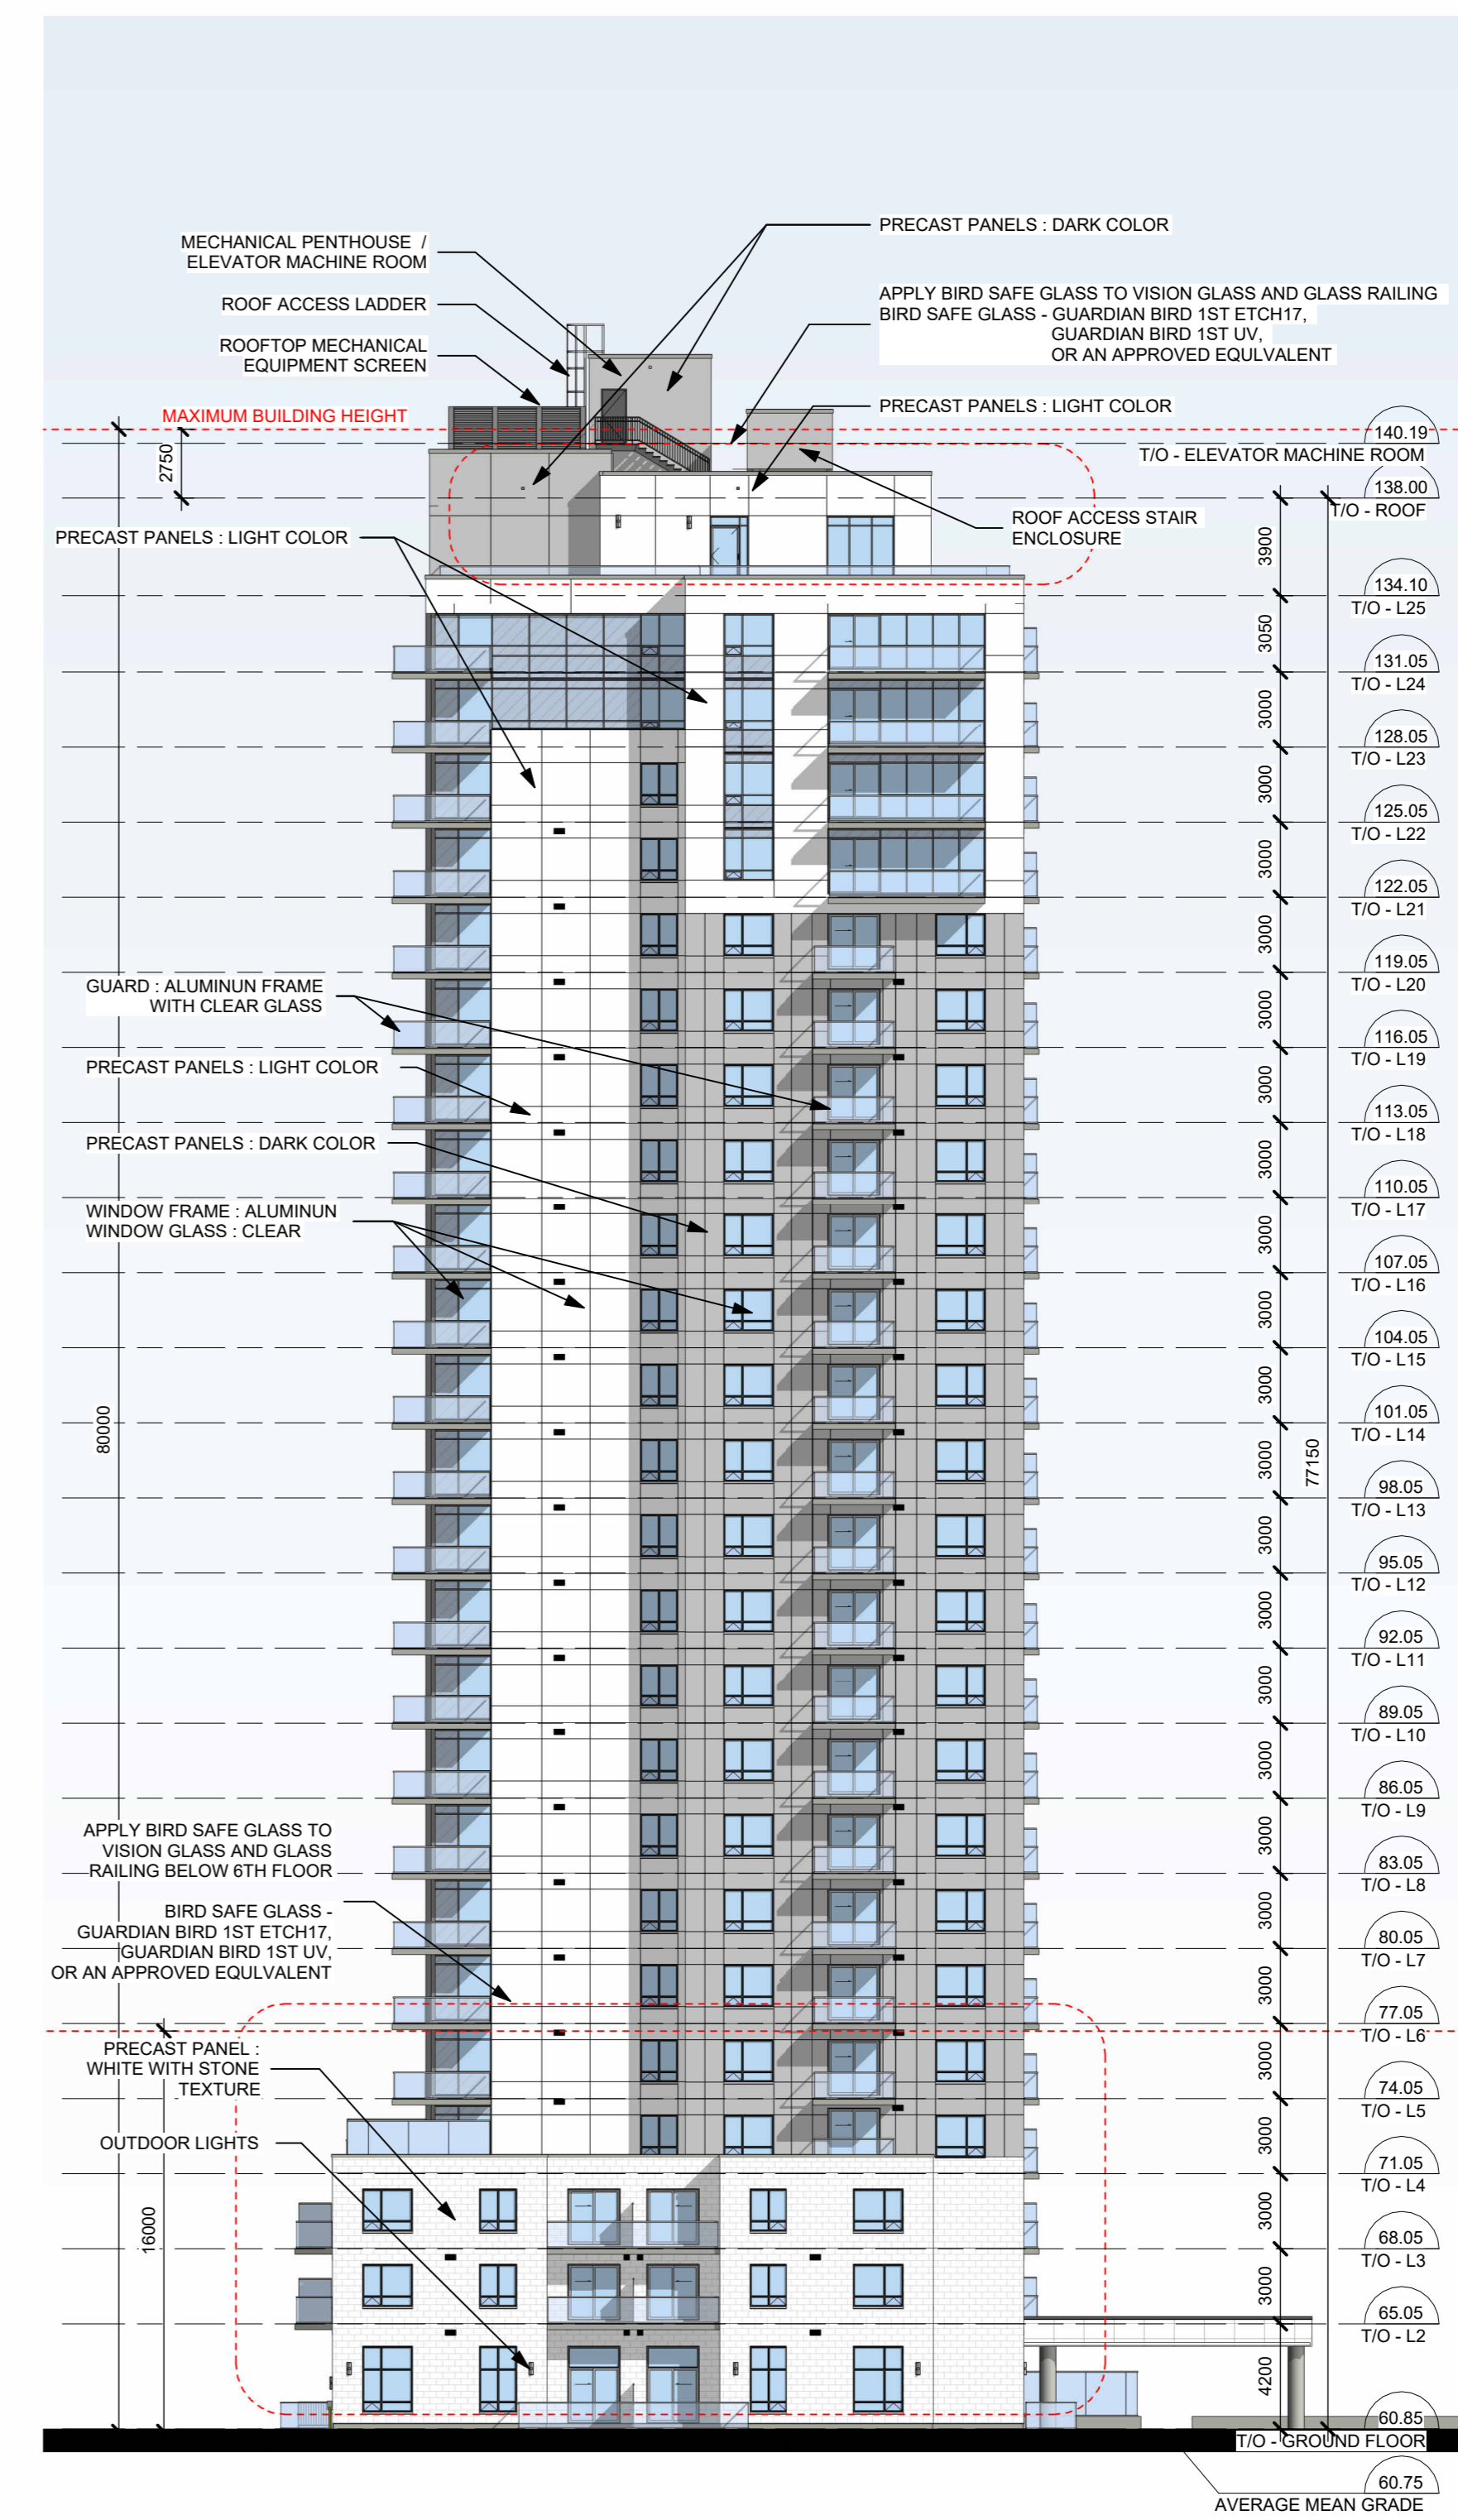 PRECAST PANELS : DARK COLOR
MECHANICAL PENTHOUSE /
ELEVATOR MACHINE ROOM
ROOF ACCESS LADDER
APPLY BIRD SAFE GLASS TO VISION GLASS AND GLASS RAILING
BIRD SAFE GLASS - GUARDIAN BIRD 1ST ETCH17,
GUARDIAN BIRD 1ST UV,
OR AN APPROVED EQULVALENT
ROOFTOP MECHANICAL
EQUIPMENT SCREEN
PRECAST PANELS : LIGHT COLOR
MAXIMUM BUILDING HEIGHT
140.19
T/O - ELEVATOR MACHINE ROOM
2750
138.00
T/O - ROOF
ROOF ACCESS STAIR
ENCLOSURE
PRECAST PANELS : LIGHT COLOR
3900
134.10
T/O - L25
3050
131.05
T/O - L24
3000
128.05
T/O - L23
3000
125.05
T/O - L22
3000
122.05
T/O - L21
3000
119.05
T/O - L20
GUARD : ALUMINUN FRAME
WITH CLEAR GLASS
3000
116.05
T/O - L19
PRECAST PANELS : LIGHT COLOR
3000
113.05
T/O - L18
PRECAST PANELS : DARK COLOR
3000
110.05
T/O - L17
WINDOW FRAME : ALUMINUN
WINDOW GLASS : CLEAR
3000
107.05
T/O - L16
3000
104.05
T/O - L15
3000
101.05
T/O - L14
80000
77150
3000
98.05
T/O - L13
3000
95.05
T/O - L12
3000
92.05
T/O - L11
3000
89.05
T/O - L10
3000
86.05
T/O - L9
APPLY BIRD SAFE GLASS TO
VISION GLASS AND GLASS
RAILING BELOW 6TH FLOOR
3000
83.05
T/O - L8
BIRD SAFE GLASS -
GUARDIAN BIRD 1ST ETCH17,
GUARDIAN BIRD 1ST UV,
OR AN APPROVED EQULVALENT
3000
80.05
T/O - L7
3000
77.05
T/O - L6
PRECAST PANEL :
WHITE WITH STONE
TEXTURE
3000
74.05
T/O - L5
OUTDOOR LIGHTS
3000
71.05
T/O - L4
16000
3000
68.05
T/O - L3
3000
65.05
T/O - L2
4200
60.85
T/O - GROUND FLOOR
60.75
AVERAGE MEAN GRADE